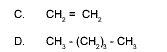 C. CH₂ = CH₂
D. CH₃ - (CH₂)₃ - CH₃